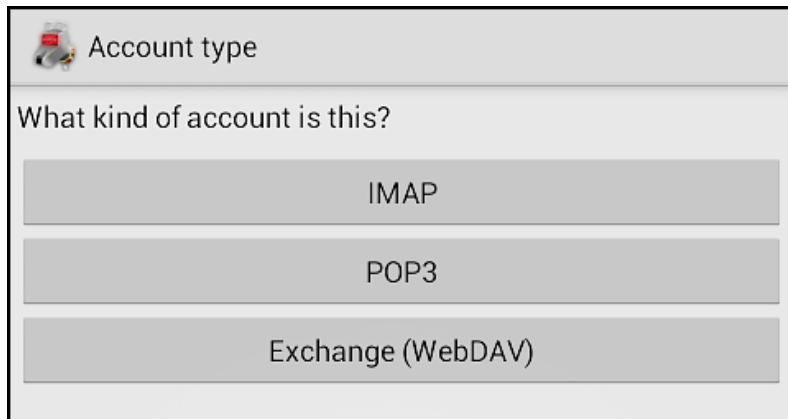 Account type
What kind of account is this?
IMAP
POP3
Exchange (WebDAV)